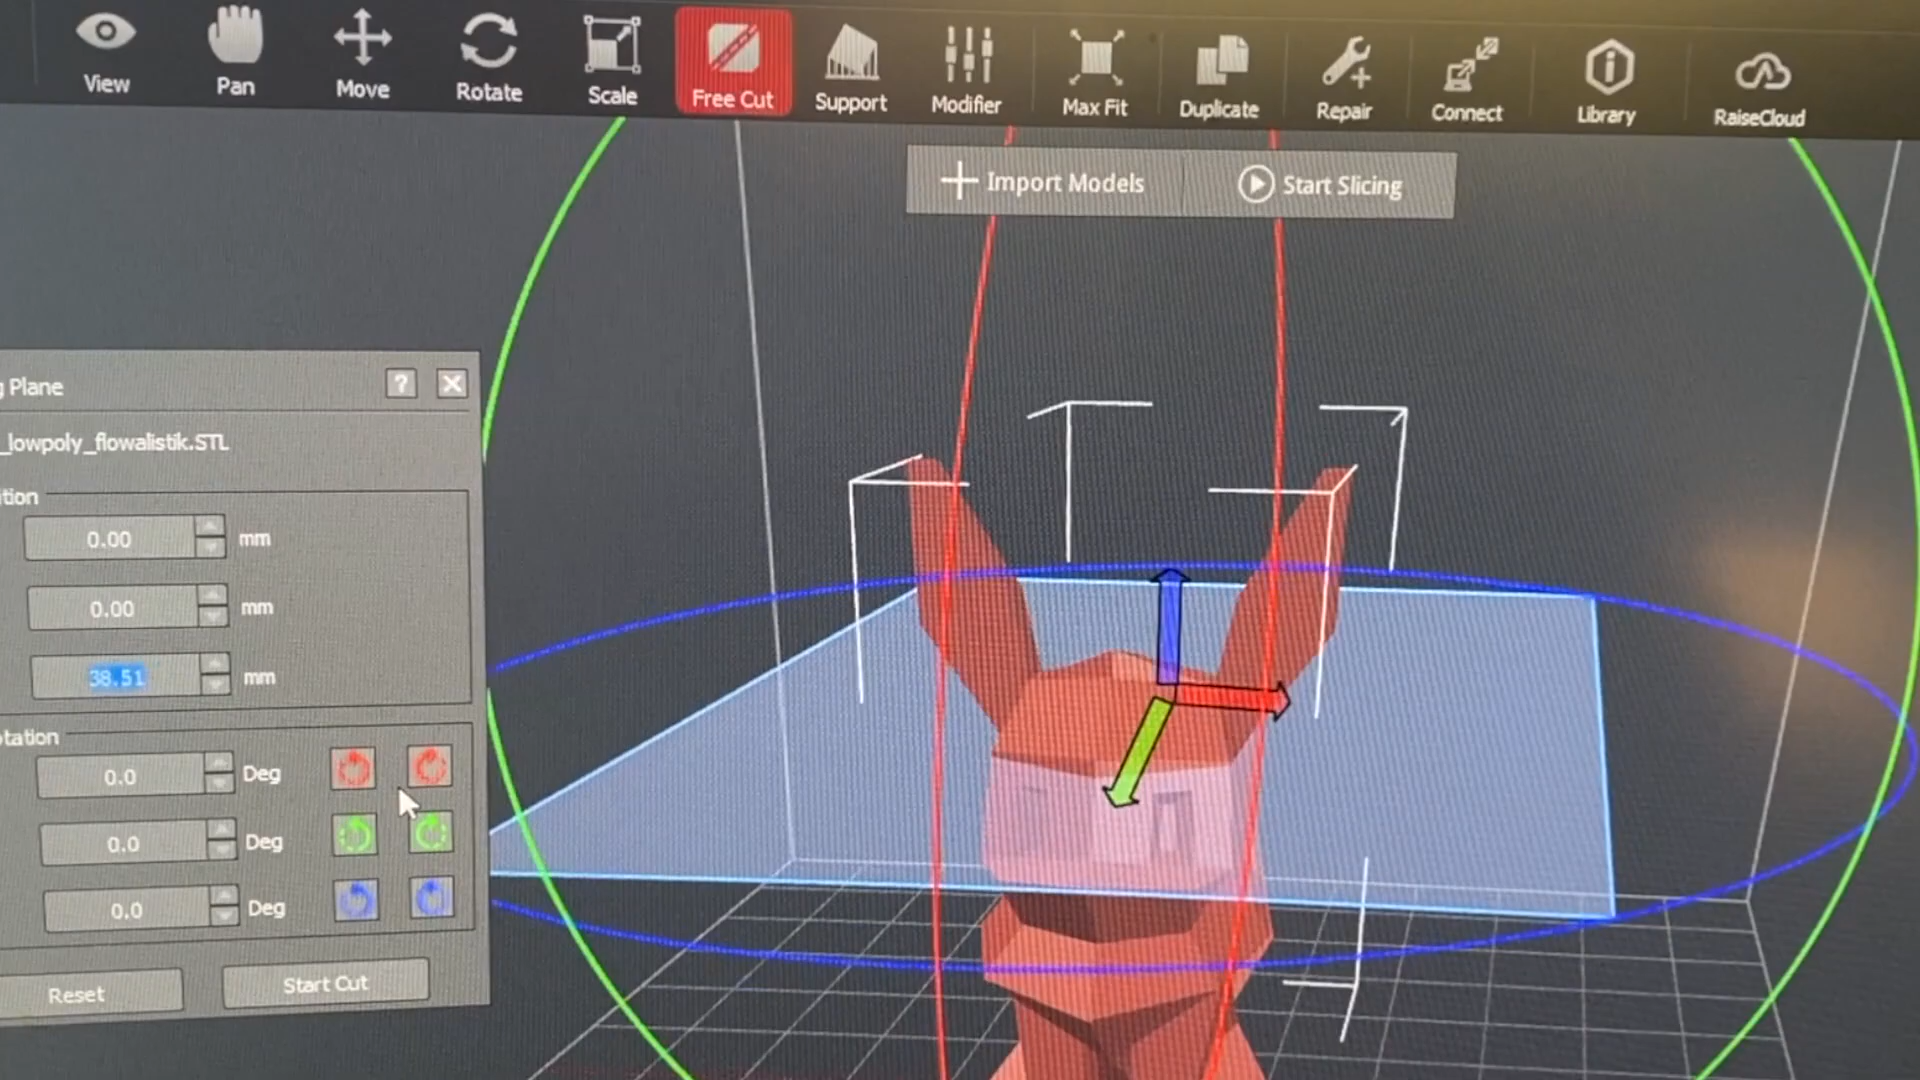 View Pan Move Rotate Scale Free Cut Support Modifier Max Fit Duplicate Repair Connect Library RaiseCloud
Import Models Start Slicing
g Plane ?
_lowpoly_flowalistik.STL
ition
0.00 mm
0.00 mm
38.51 mm
otation
0.0 Deg
0.0 Deg
0.0 Deg
Reset Start Cut